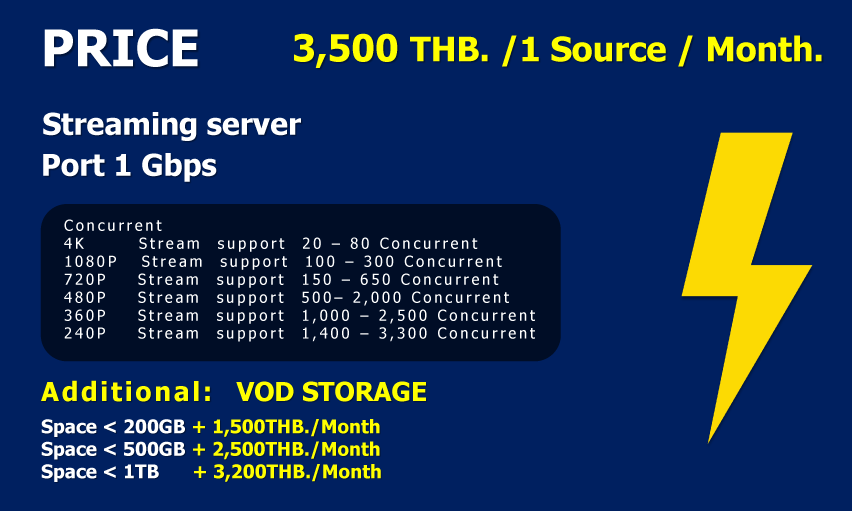 PRICE 3,500 THB. /1 Source / Month.
Streaming server
Port 1 Gbps
Concurrent
4K Stream support 20 – 80 Concurrent
1080P Stream support 100 – 300 Concurrent
720P Stream support 150 – 650 Concurrent
480P Stream support 500– 2,000 Concurrent
360P Stream support 1,000 – 2,500 Concurrent
240P Stream support 1,400 – 3,300 Concurrent
Additional: VOD STORAGE
Space < 200GB + 1,500THB./Month
Space < 500GB + 2,500THB./Month
Space < 1TB + 3,200THB./Month